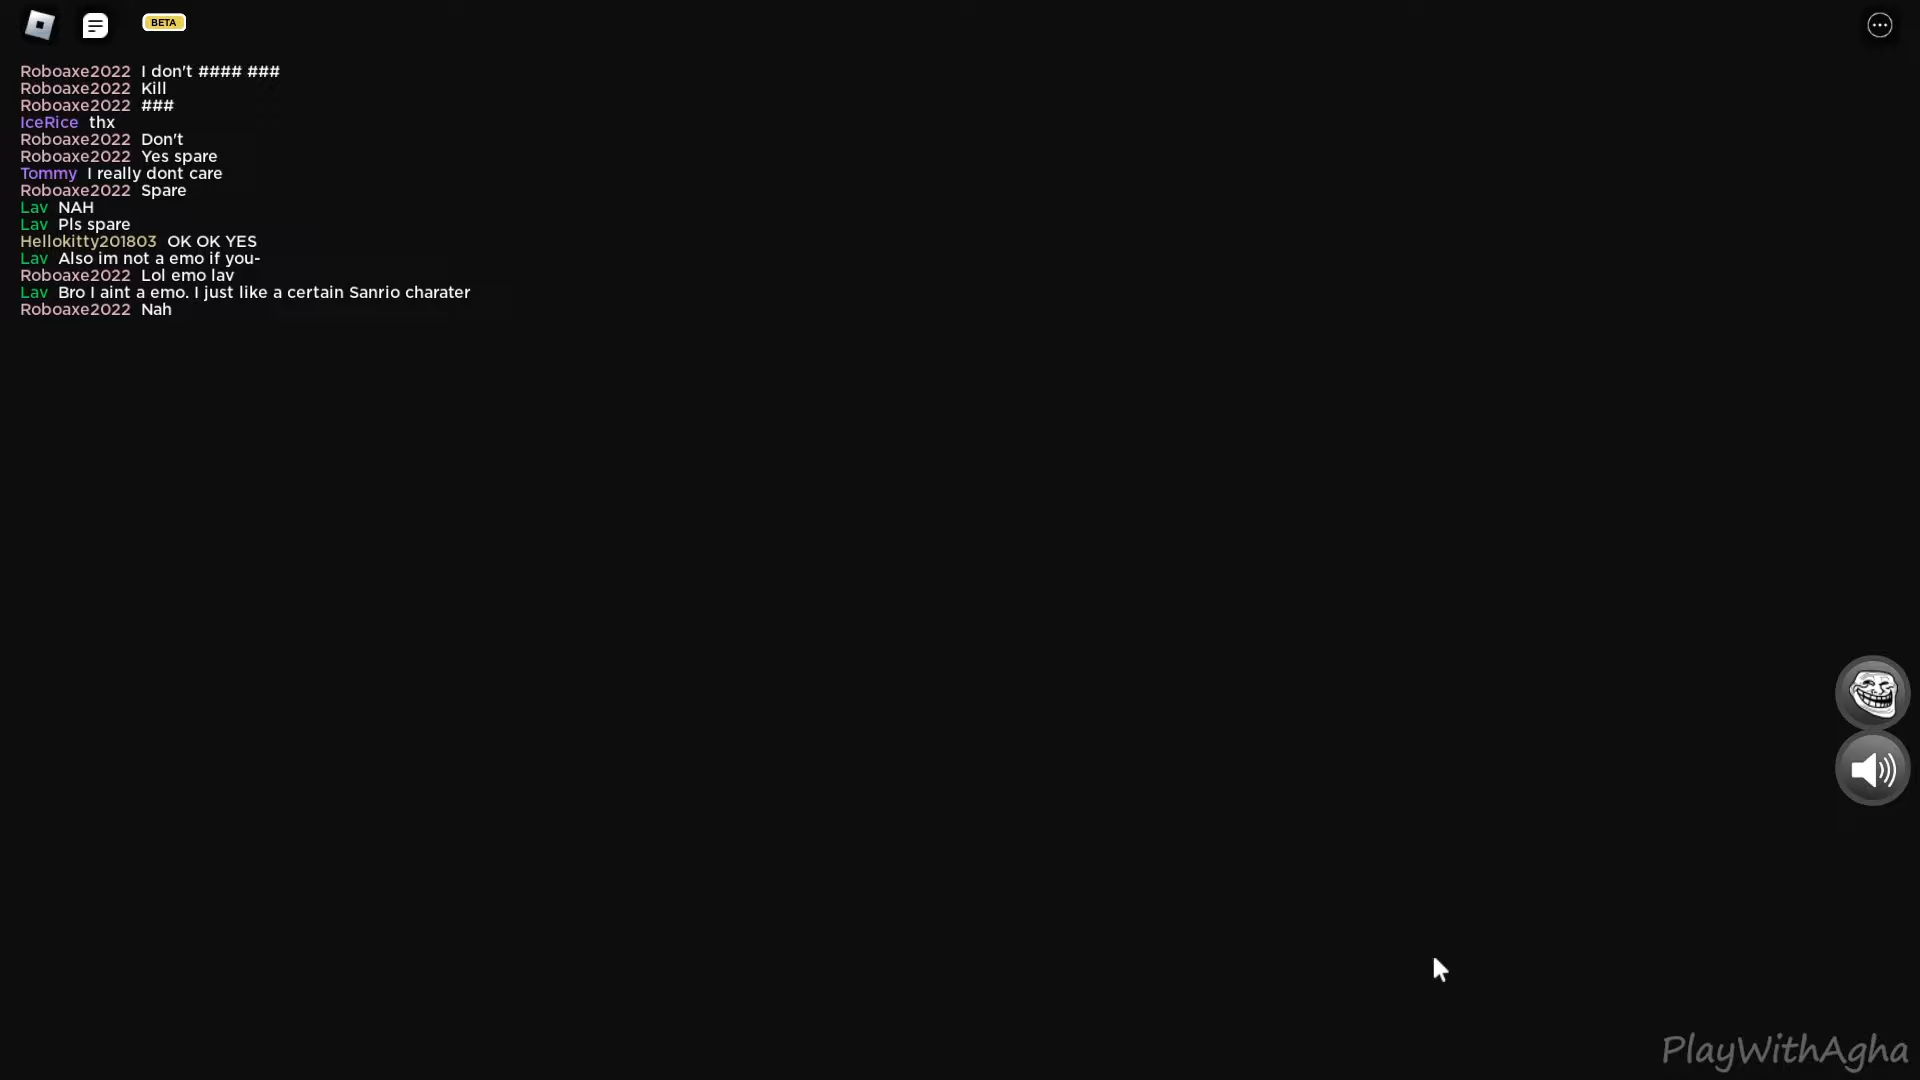 BETA
Roboaxe2022 I don't #### ###
Roboaxe2022 Kill
Roboaxe2022 ###
IceRice thx
Roboaxe2022 Don't
Roboaxe2022 Yes spare
Tommy I really dont care
Roboaxe2022 Spare
Lav NAH
Lav Pls spare
Hellokitty201803 OK OK YES
Lav Also im not a emo if you-
Roboaxe2022 Lol emo lav
Lav Bro I aint a emo. I just like a certain Sanrio charater
Roboaxe2022 Nah
PlayWithAgha